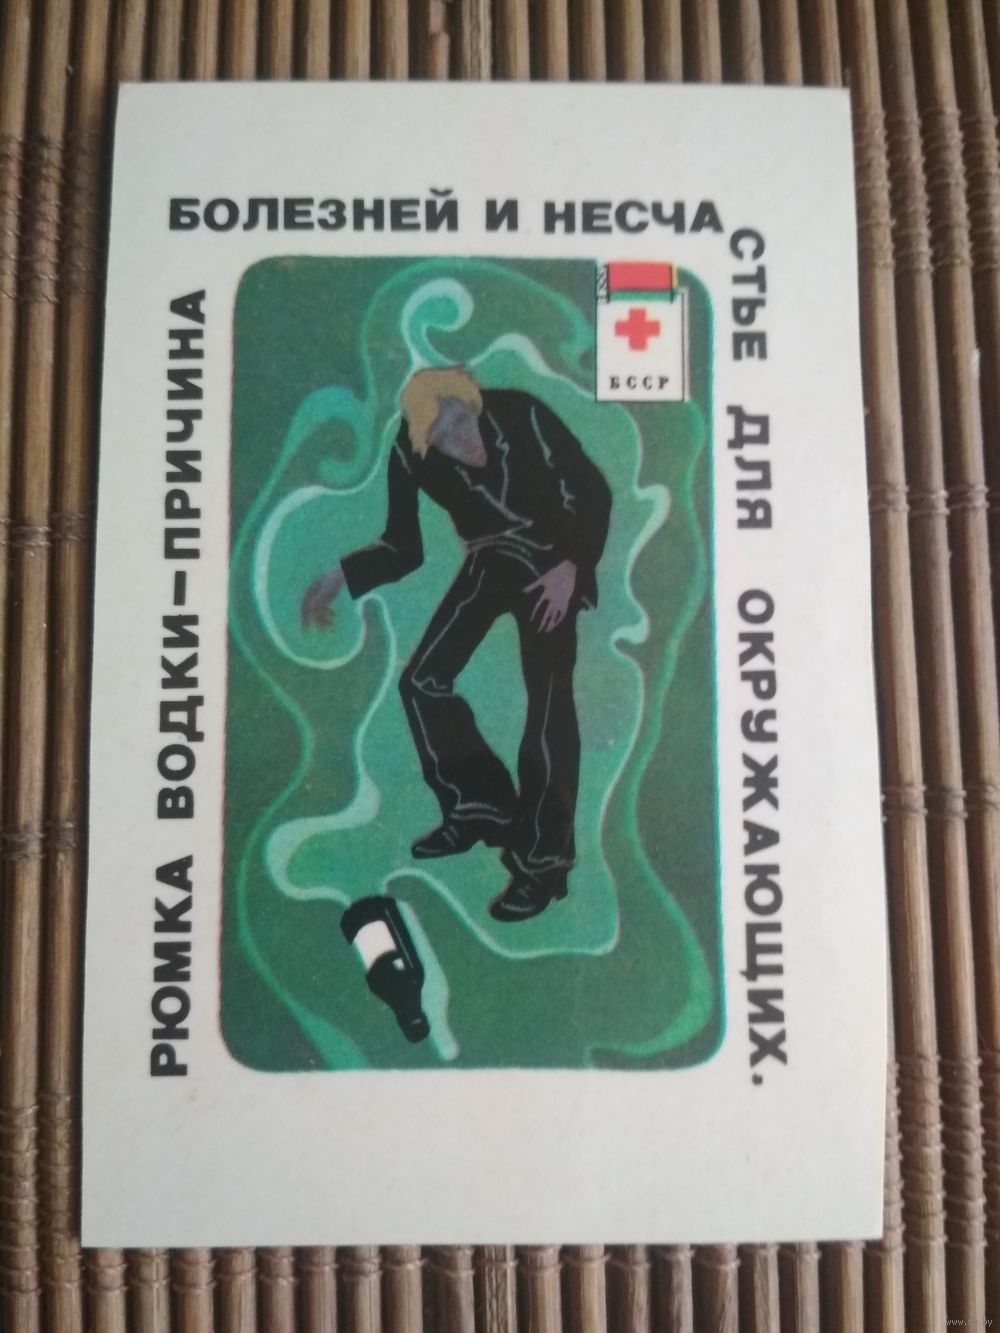 РЮМКА ВОДКИ—ПРИЧИНА
БОЛЕЗНЕЙ И НЕСЧА
СТЬЕ ДЛЯ ОКРУЖАЮЩИХ.
БССР